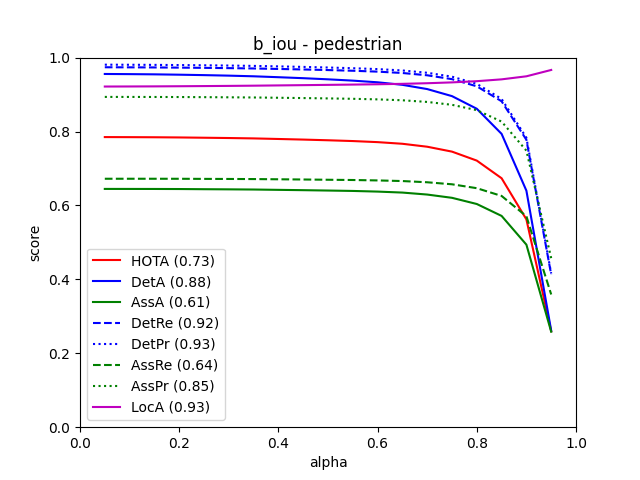 b_iou - pedestrian
1.0
0.8
0.6
0.4
0.2
0.0
score
HOTA (0.73)
DetA (0.88)
AssA (0.61)
DetRe (0.92)
DetPr (0.93)
AssRe (0.64)
AssPr (0.85)
LocA (0.93)
0.0 0.2 0.4 0.6 0.8 1.0
alpha